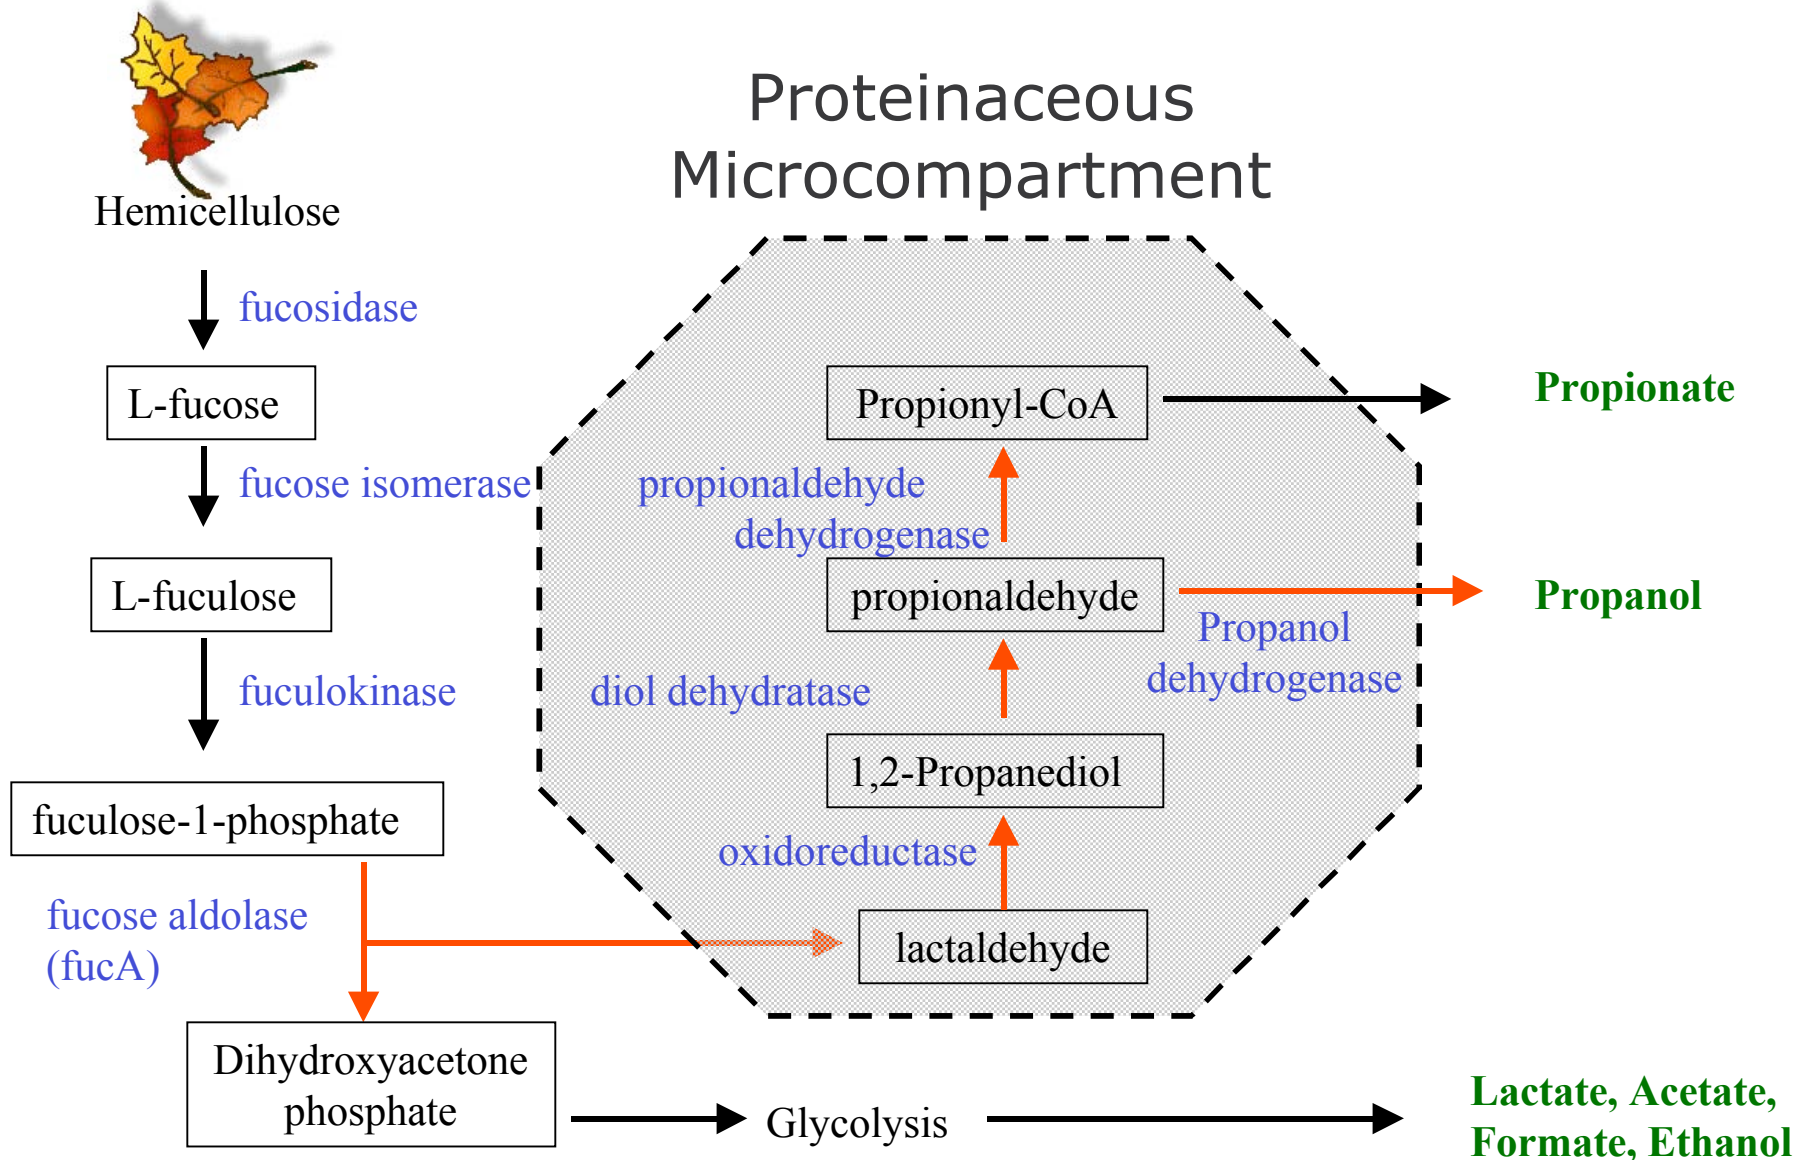 Proteinaceous
Microcompartment
Hemicellulose
fucosidase
L-fucose
fucose isomerase
L-fuculose
fuculokinase
fuculose-1-phosphate
fucose aldolase
(fucA)
Dihydroxyacetone
phosphate
Glycolysis
Lactate, Acetate,
Formate, Ethanol
Propionyl-CoA
Propionate
propionaldehyde
dehydrogenase
propionaldehyde
Propanol
Propanol
dehydrogenase
diol dehydratase
1,2-Propanediol
oxidoreductase
lactaldehyde